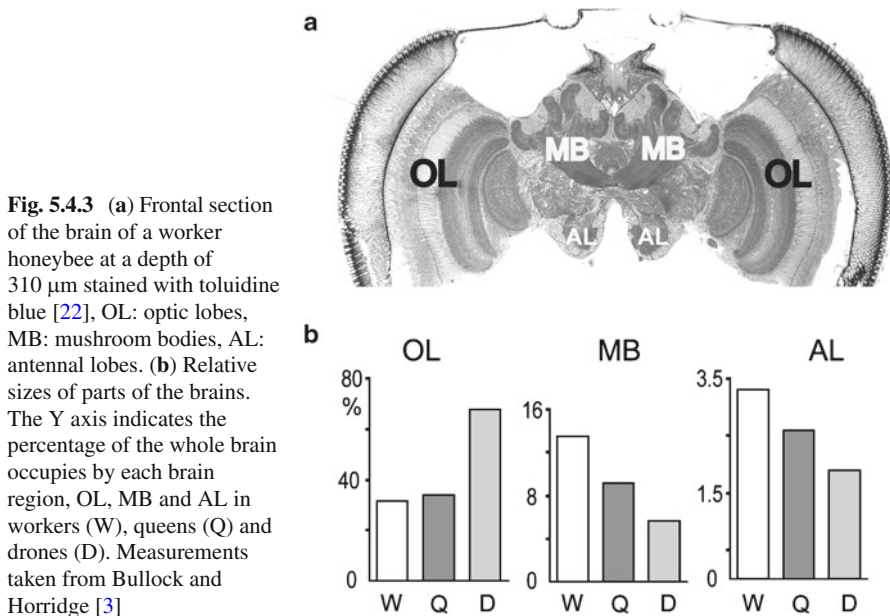 a
OL
MB
MB
OL
AL
AL
Fig. 5.4.3 (a) Frontal section
of the brain of a worker
honeybee at a depth of
310 μm stained with toluidine
blue [22], OL: optic lobes,
MB: mushroom bodies, AL:
antennal lobes. (b) Relative
sizes of parts of the brains.
The Y axis indicates the
percentage of the whole brain
occupies by each brain
region, OL, MB and AL in
workers (W), queens (Q) and
drones (D). Measurements
taken from Bullock and
Horridge [3]
b
OL
80
%
40
0
W Q D
MB
16
8
0
W Q D
AL
3.5
1.5
0
W Q D